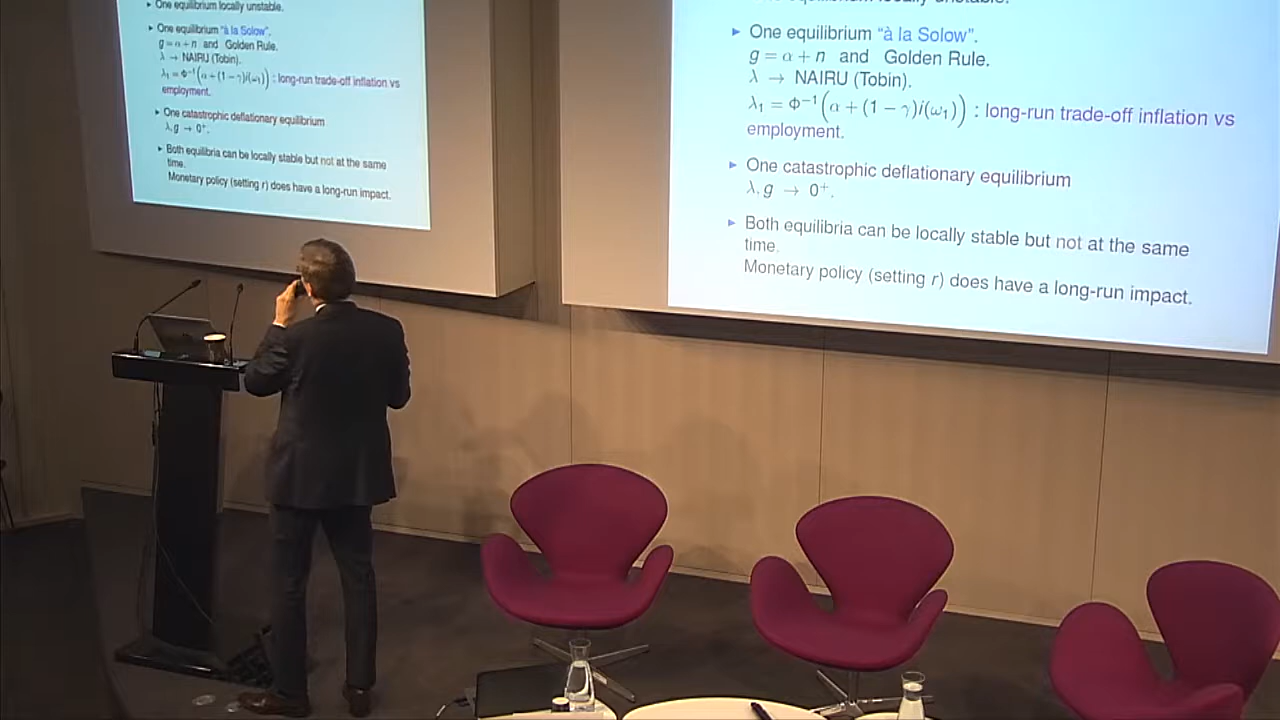 One equilibrium locally unstable.
One equilibrium "à la Solow".
g = α + n and Golden Rule.
λ → NAIRU (Tobin).
λ₁ = Φ⁻¹(α + (1 − γ)i(ω₁)) : long-run trade-off inflation vs
employment.
One catastrophic deflationary equilibrium
λ, g → 0⁺.
Both equilibria can be locally stable but not at the same
time.
Monetary policy (setting r) does have a long-run impact.
One equilibrium locally unstable.
One equilibrium "à la Solow".
g = α + n and Golden Rule.
λ → NAIRU (Tobin).
λ₁ = Φ⁻¹(α + (1 − γ)i(ω₁)) : long-run trade-off inflation vs
employment.
One catastrophic deflationary equilibrium
λ, g → 0⁺.
Both equilibria can be locally stable but not at the same
time.
Monetary policy (setting r) does have a long-run impact.